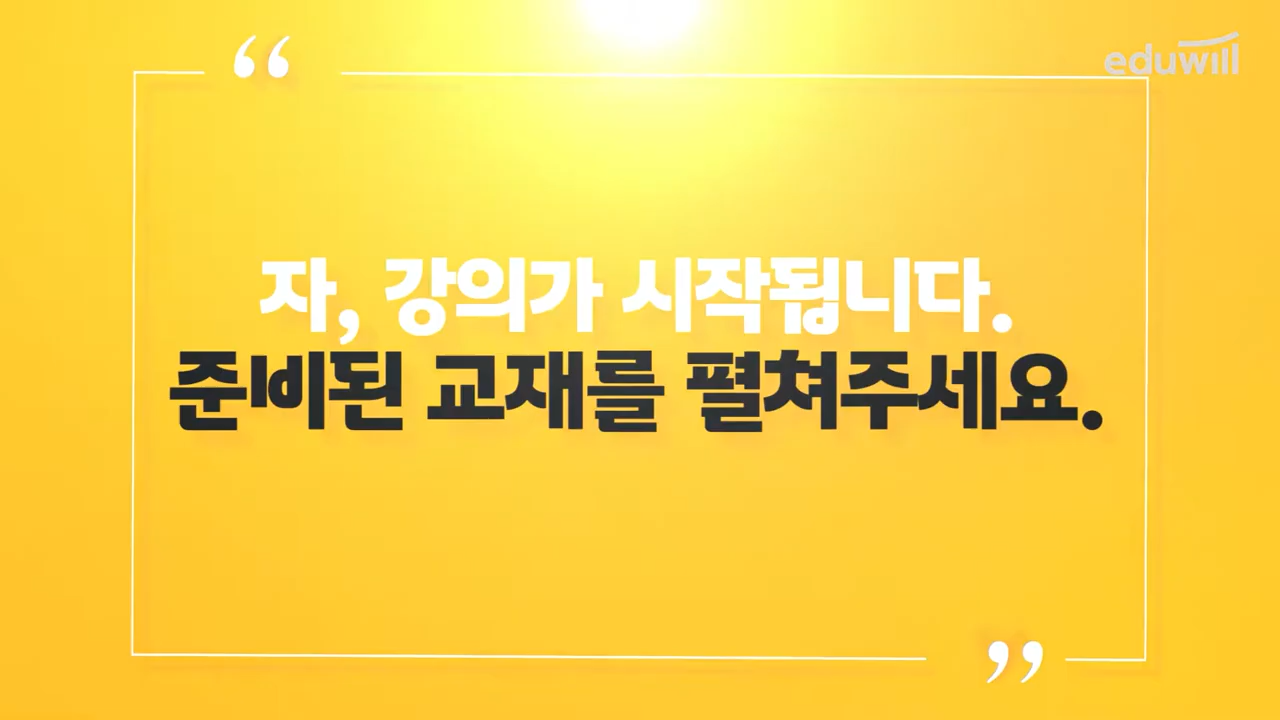 eduwill
“
자, 강의가 시작됩니다.
준비된 교재를 펼쳐주세요.
”